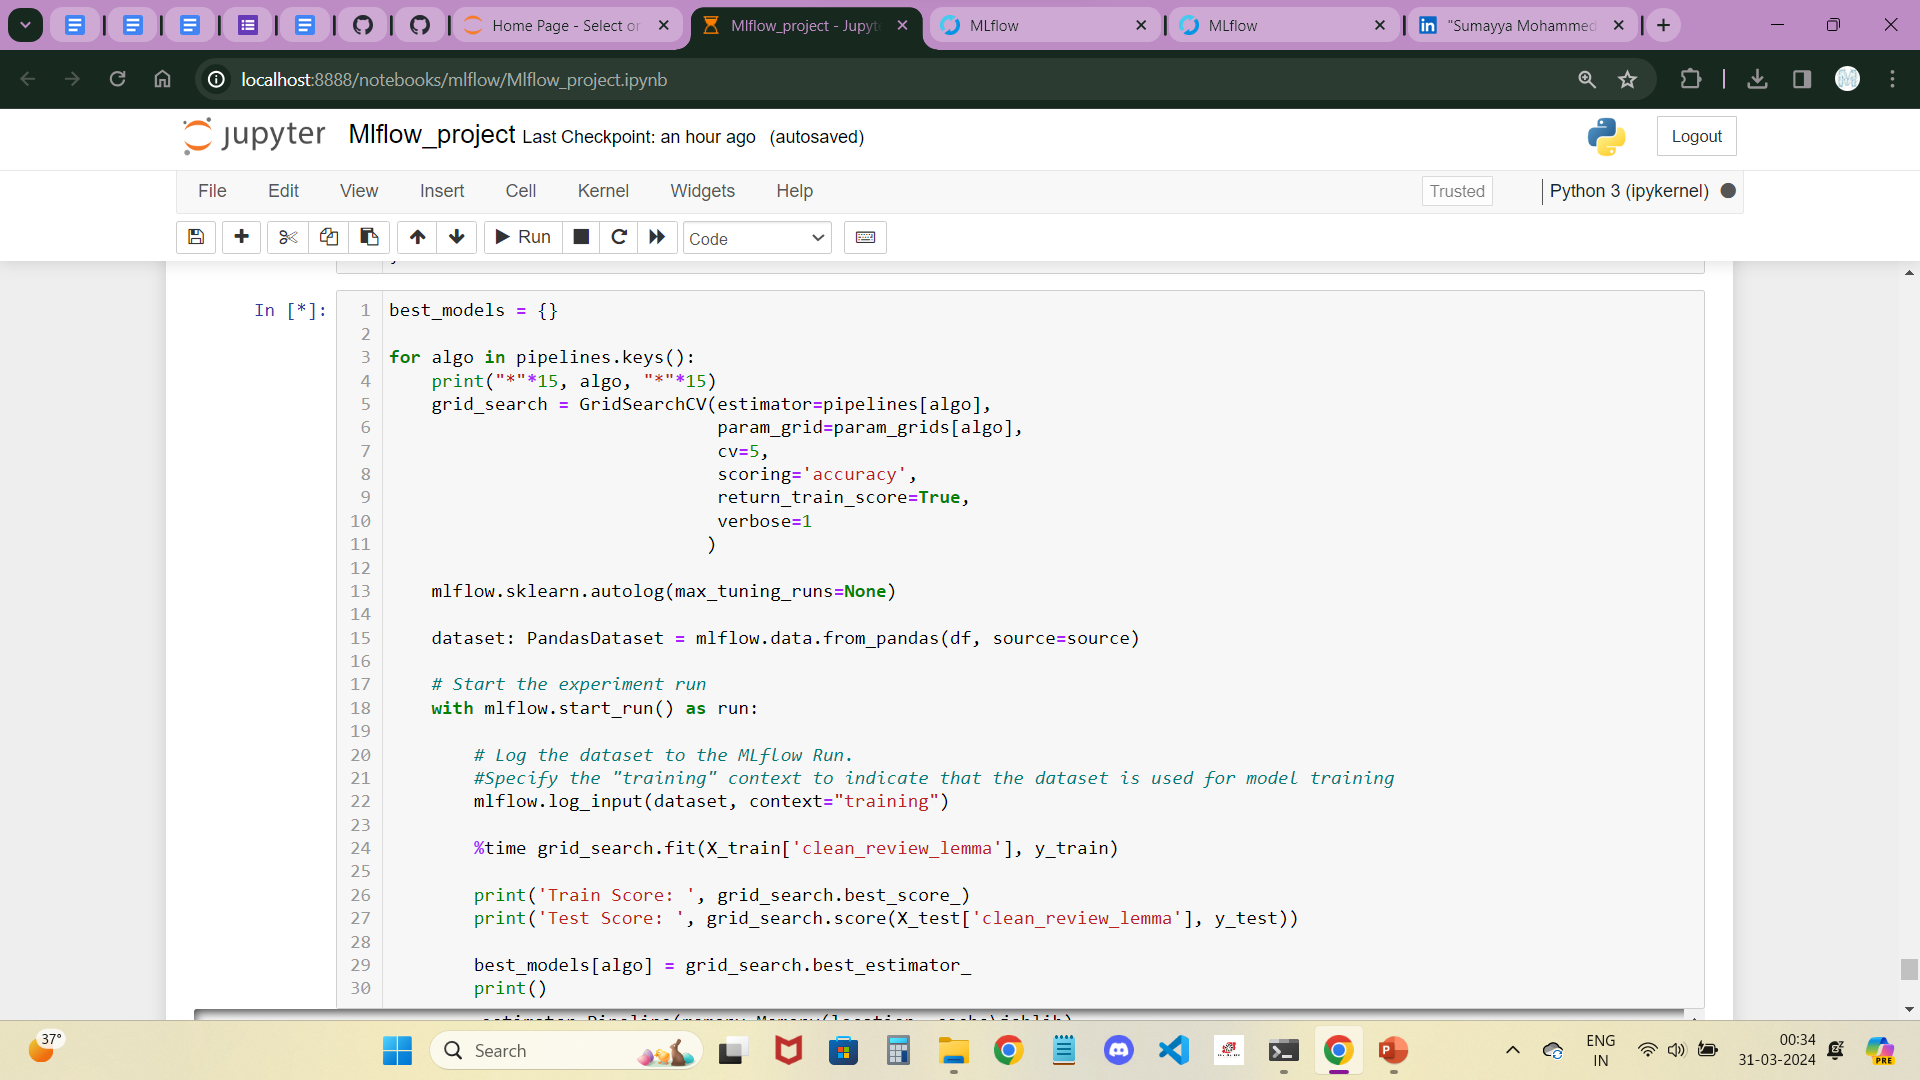 Home Page - Select or
Mlflow_project - Jupyt
MLflow
MLflow
"Sumayya Mohammed
localhost:8888/notebooks/mlflow/Mlflow_project.ipynb
jupyter Mlflow_project Last Checkpoint: an hour ago (autosaved)
Logout
File Edit View Insert Cell Kernel Widgets Help
Trusted
Python 3 (ipykernel)
Run
Code
In [*]:
1 best_models = {}
2
3 for algo in pipelines.keys():
4     print("*"*15, algo, "*"*15)
5     grid_search = GridSearchCV(estimator=pipelines[algo],
6                                param_grid=param_grids[algo],
7                                cv=5,
8                                scoring='accuracy',
9                                return_train_score=True,
10                               verbose=1
11                               )
12
13    mlflow.sklearn.autolog(max_tuning_runs=None)
14
15    dataset: PandasDataset = mlflow.data.from_pandas(df, source=source)
16
17    # Start the experiment run
18    with mlflow.start_run() as run:
19
20        # Log the dataset to the MLflow Run.
21        #Specify the "training" context to indicate that the dataset is used for model training
22        mlflow.log_input(dataset, context="training")
23
24        %time grid_search.fit(X_train['clean_review_lemma'], y_train)
25
26        print('Train Score: ', grid_search.best_score_)
27        print('Test Score: ', grid_search.score(X_test['clean_review_lemma'], y_test))
28
29        best_models[algo] = grid_search.best_estimator_
30        print()
37°
Search
ENG
IN
00:34
31-03-2024
PRE